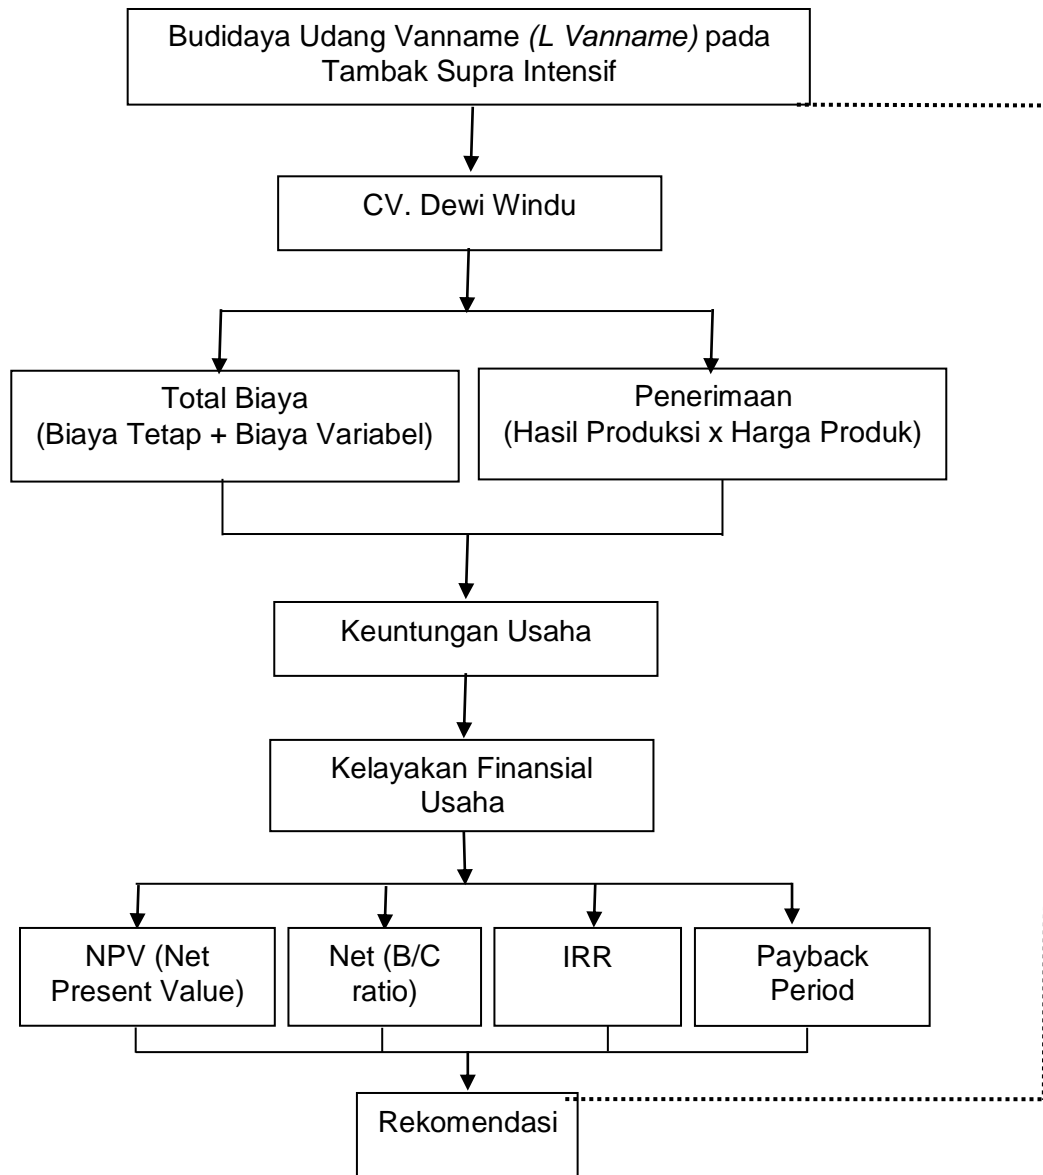 Budidaya Udang Vanname (L Vanname) pada
Tambak Supra Intensif
CV. Dewi Windu
Total Biaya
(Biaya Tetap + Biaya Variabel)
Penerimaan
(Hasil Produksi x Harga Produk)
Keuntungan Usaha
Kelayakan Finansial
Usaha
NPV (Net
Present Value)
Net (B/C
ratio)
IRR
Payback
Period
Rekomendasi